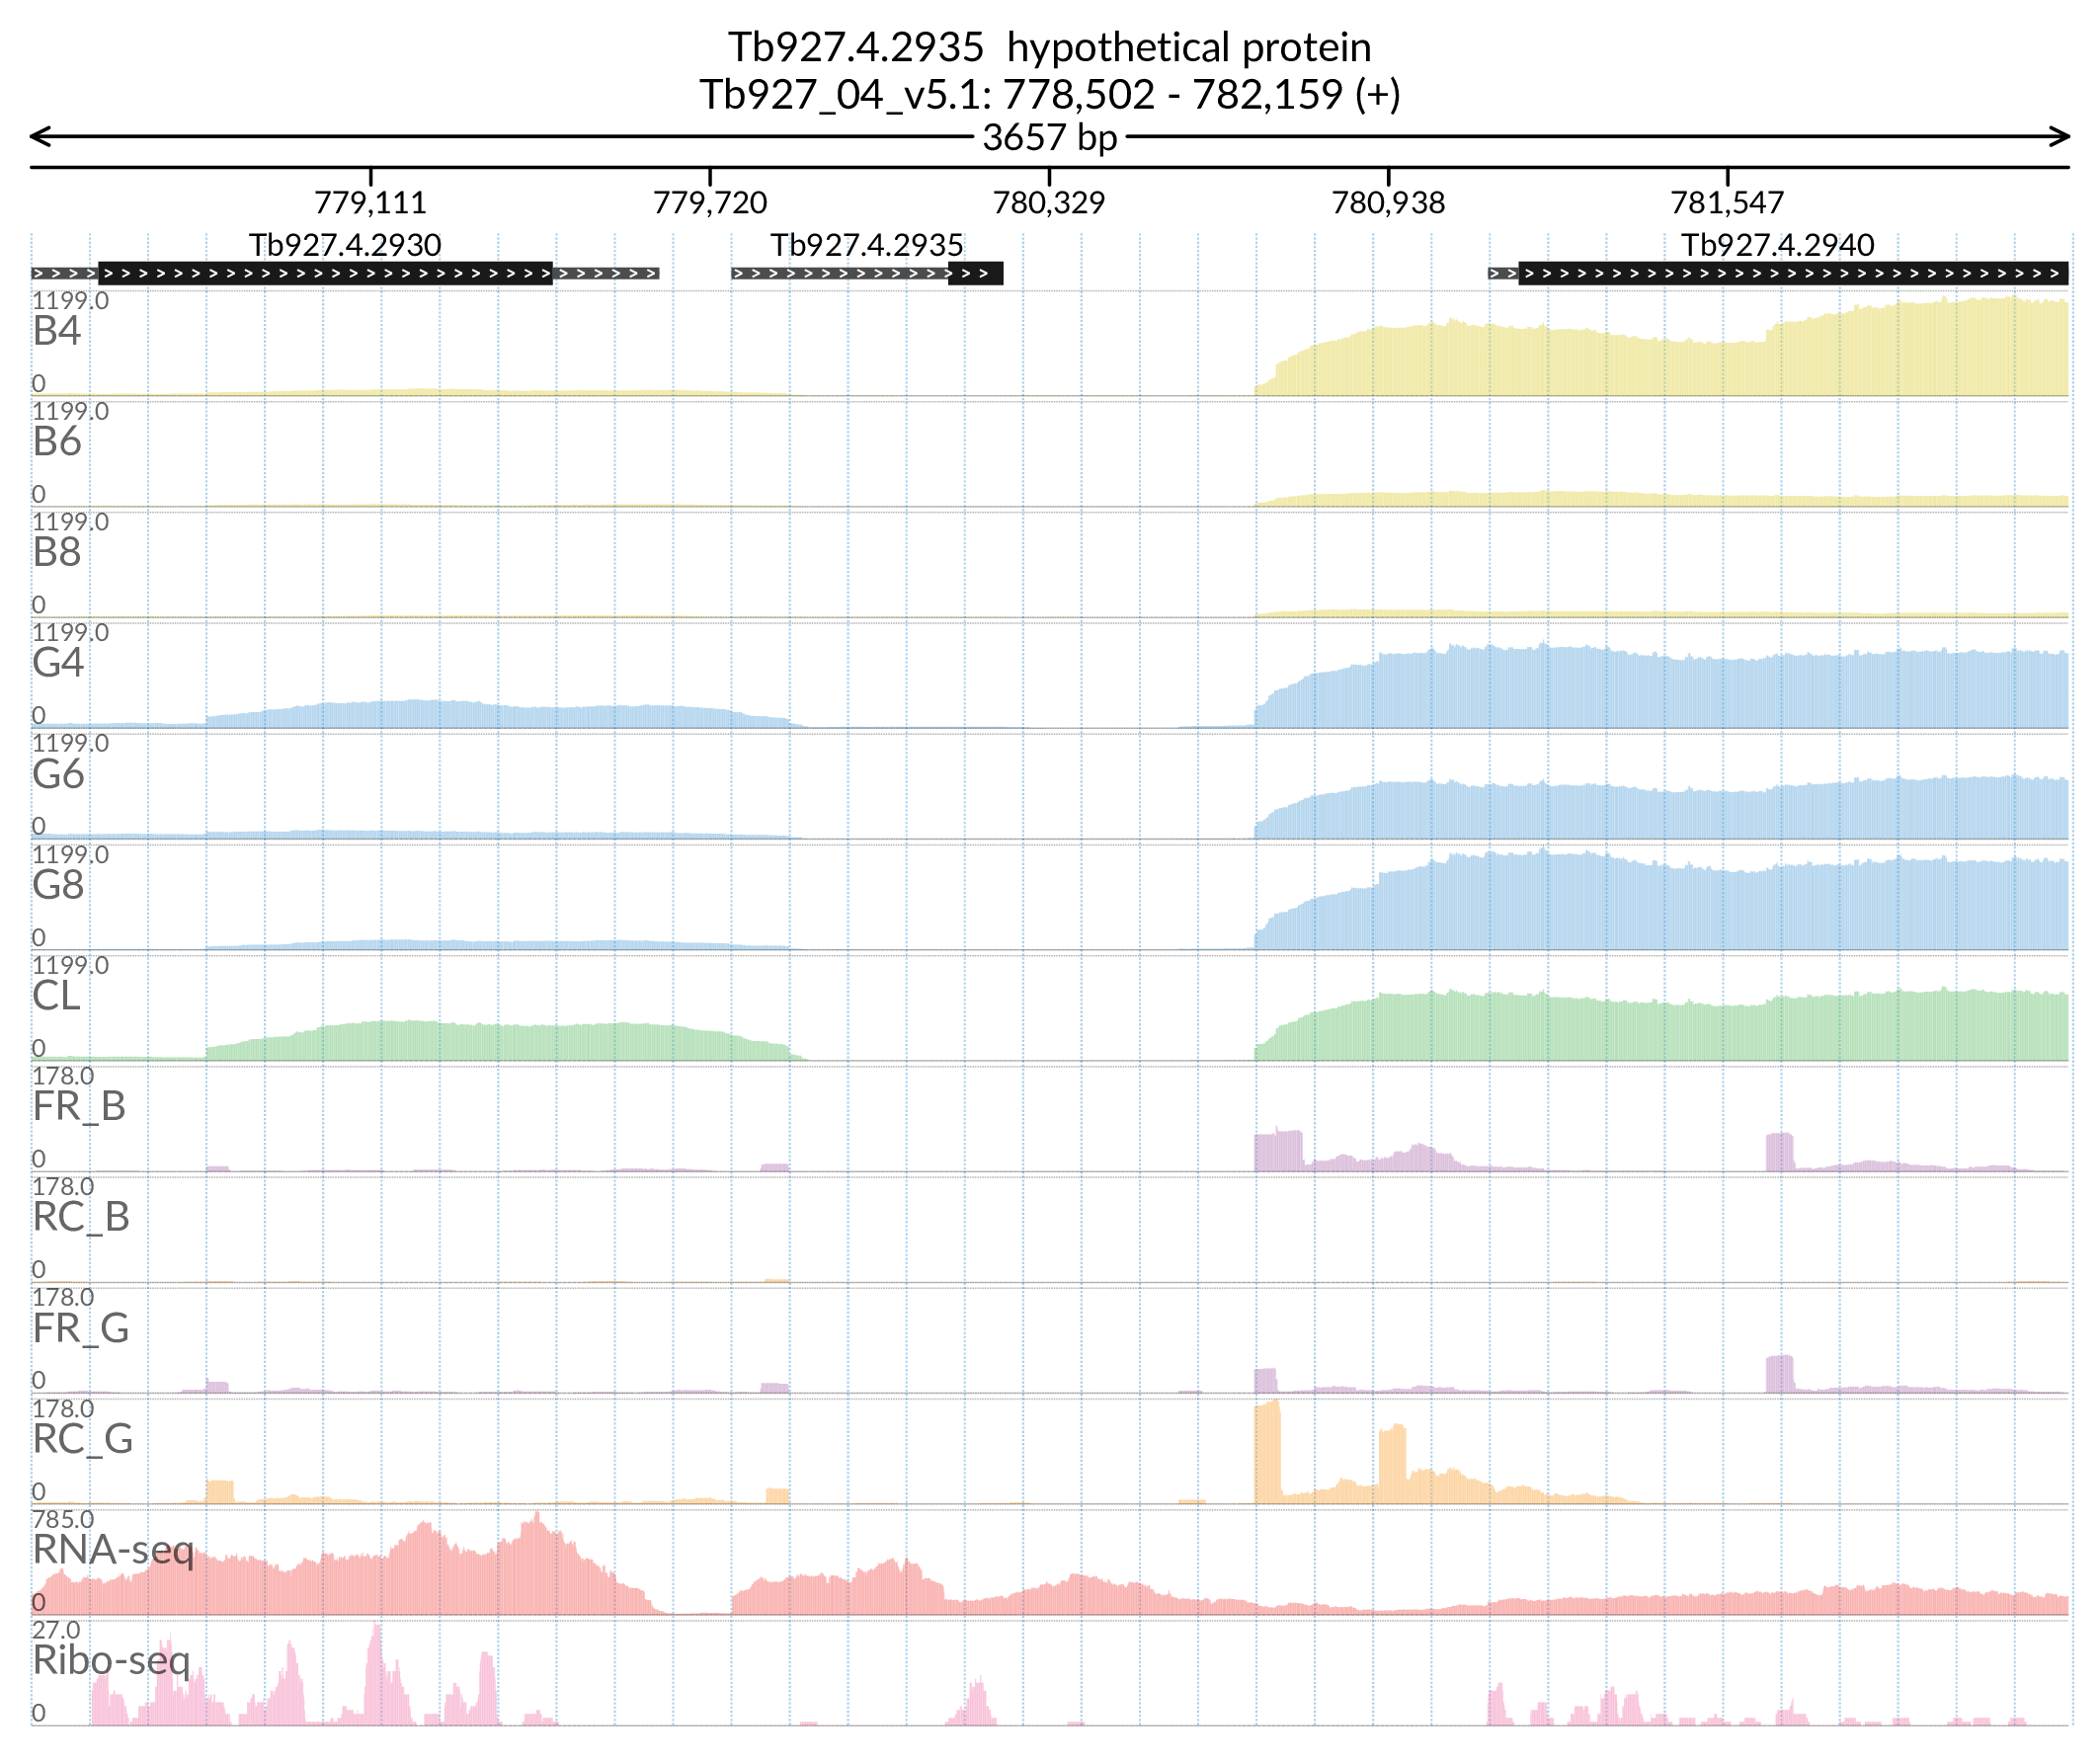 Tb927.4.2935 hypothetical protein
Tb927_04_v5.1: 778,502 - 782,159 (+)
3657 bp
779,111 779,720 780,329 780,938 781,547
Tb927.4.2930 Tb927.4.2935 Tb927.4.2940
1199.0
B4
0
1199.0
B6
0
1199.0
B8
0
1199.0
G4
0
1199.0
G6
0
1199.0
G8
0
1199.0
CL
0
178.0
FR_B
0
178.0
RC_B
0
178.0
FR_G
0
178.0
RC_G
0
785.0
RNA-seq
0
27.0
Ribo-seq
0